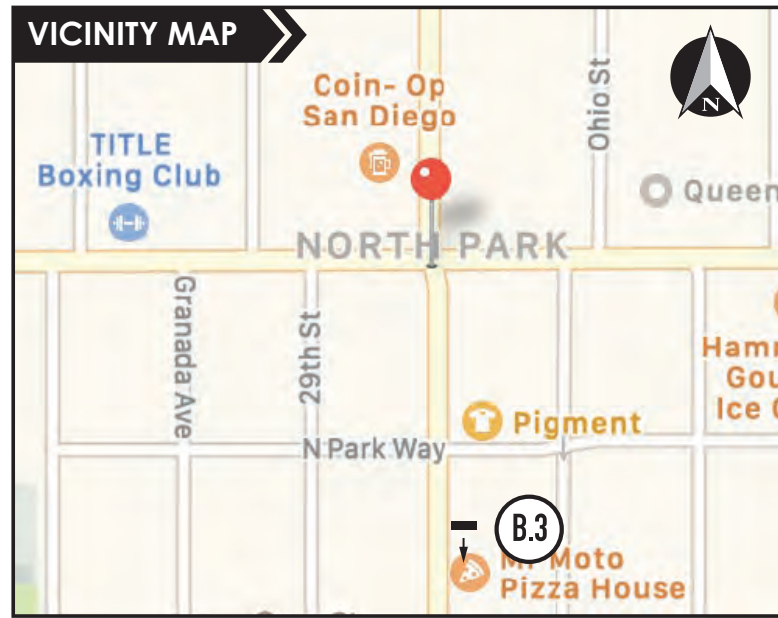 VICINITY MAP
Coin- Op
San Diego
Ohio St
N
TITLE
Boxing Club
Queen
NORTH PARK
Granada Ave
29th St
Hamr
Gou
Ice
Pigment
N Park Way
B.3
Moto
Pizza House